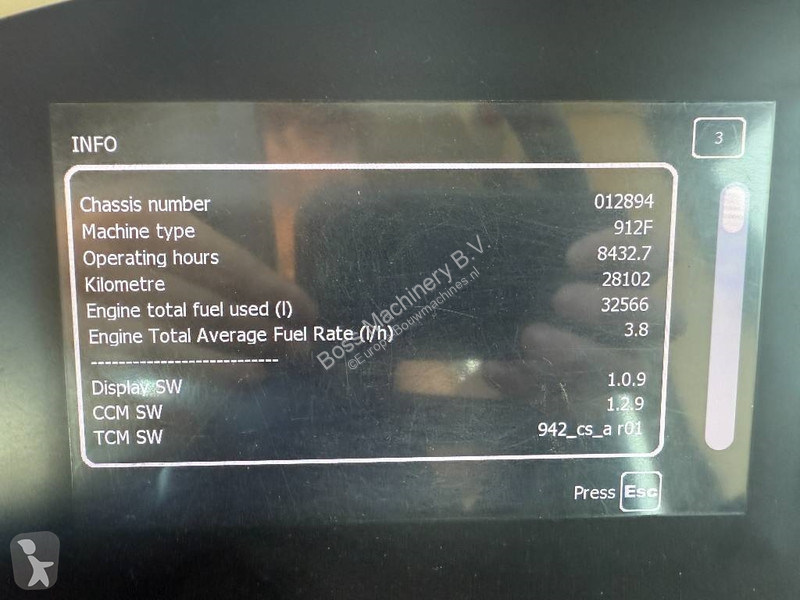 INFO
3
Chassis number 012894
Machine type 912F
Operating hours 8432.7
Kilometre 28102
Engine total fuel used (l) 32566
Engine Total Average Fuel Rate (l/h) 3.8
---------------------------
Display SW 1.0.9
CCM SW 1.2.9
TCM SW 942_cs_a r01
Press Esc
Boss Machinery B.V.
©Europe-Bouwmachines.nl